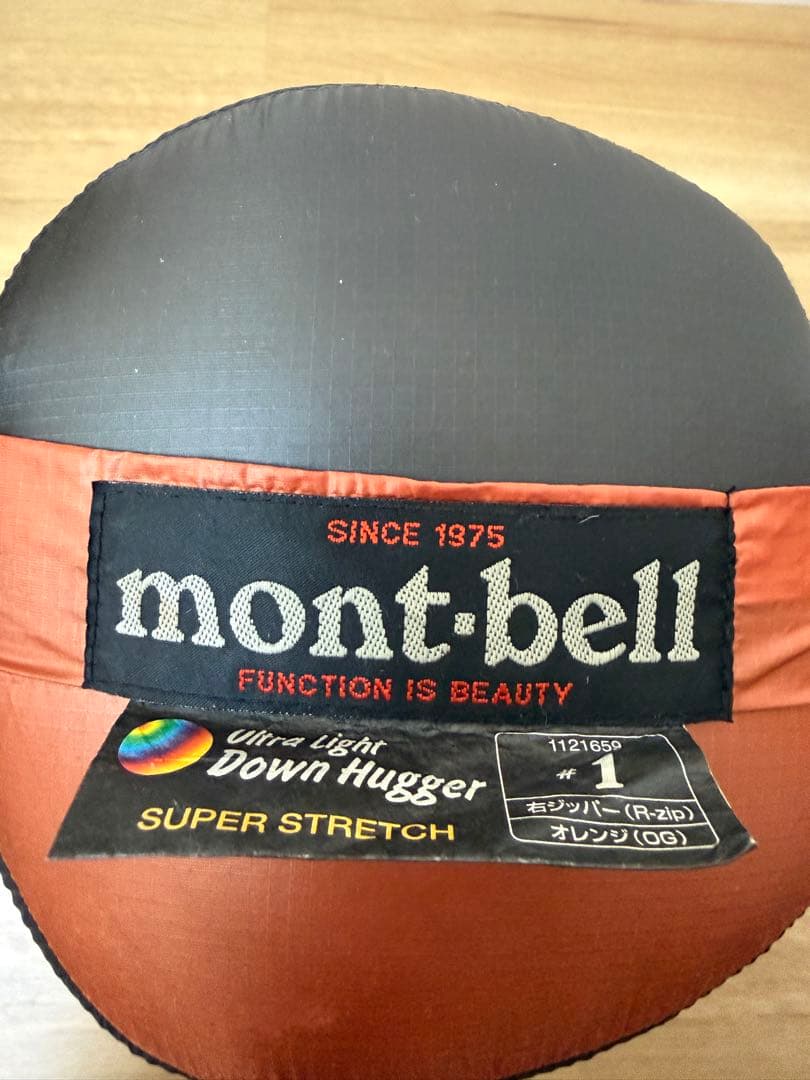 SINCE 1975
mont-bell
FUNCTION IS BEAUTY
Ultra Light
Down Hugger
SUPER STRETCH
1121659
# 1
右ジッパー(R-zip)
オレンジ(OG)